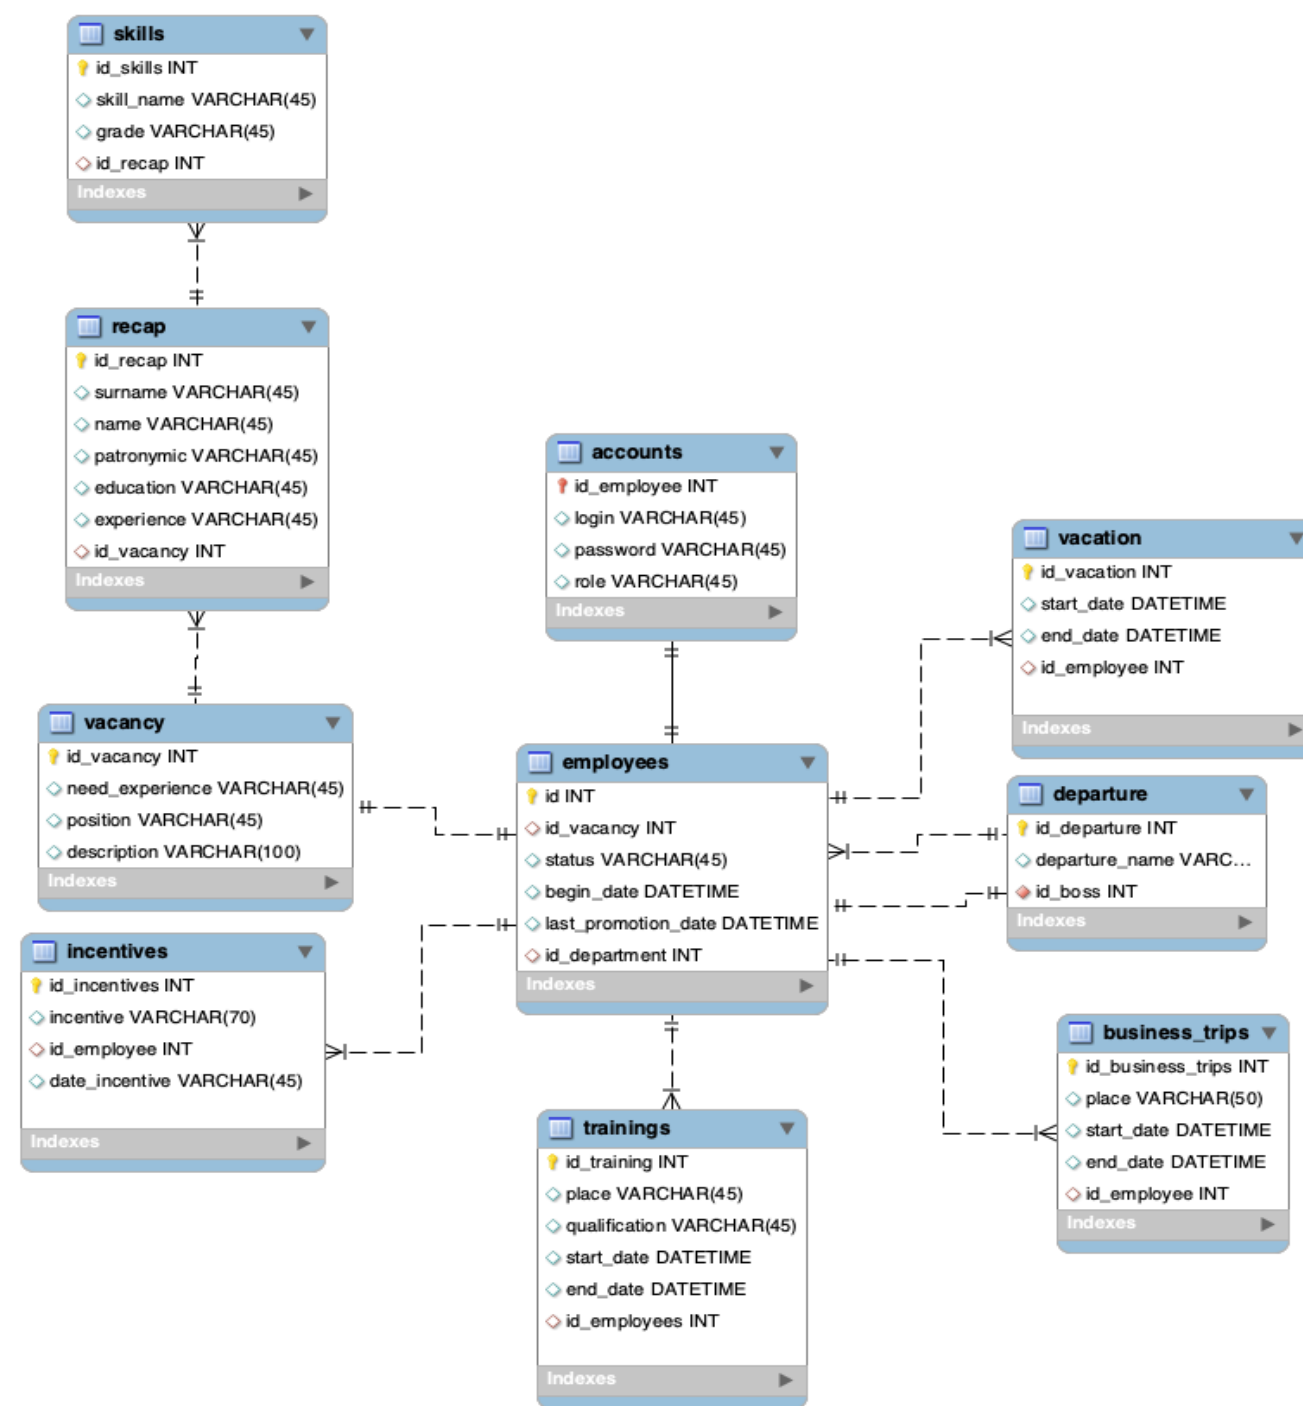 skills
id_skills INT
skill_name VARCHAR(45)
grade VARCHAR(45)
id_recap INT
Indexes
recap
id_recap INT
surname VARCHAR(45)
name VARCHAR(45)
patronymic VARCHAR(45)
education VARCHAR(45)
experience VARCHAR(45)
id_vacancy INT
Indexes
accounts
id_employee INT
login VARCHAR(45)
password VARCHAR(45)
role VARCHAR(45)
Indexes
vacation
id_vacation INT
start_date DATETIME
end_date DATETIME
id_employee INT
Indexes
vacancy
id_vacancy INT
need_experience VARCHAR(45)
position VARCHAR(45)
description VARCHAR(100)
Indexes
employees
id INT
id_vacancy INT
status VARCHAR(45)
begin_date DATETIME
last_promotion_date DATETIME
id_department INT
Indexes
departure
id_departure INT
departure_name VARC...
id_boss INT
Indexes
incentives
id_incentives INT
incentive VARCHAR(70)
id_employee INT
date_incentive VARCHAR(45)
Indexes
business_trips
id_business_trips INT
place VARCHAR(50)
start_date DATETIME
end_date DATETIME
id_employee INT
Indexes
trainings
id_training INT
place VARCHAR(45)
qualification VARCHAR(45)
start_date DATETIME
end_date DATETIME
id_employees INT
Indexes